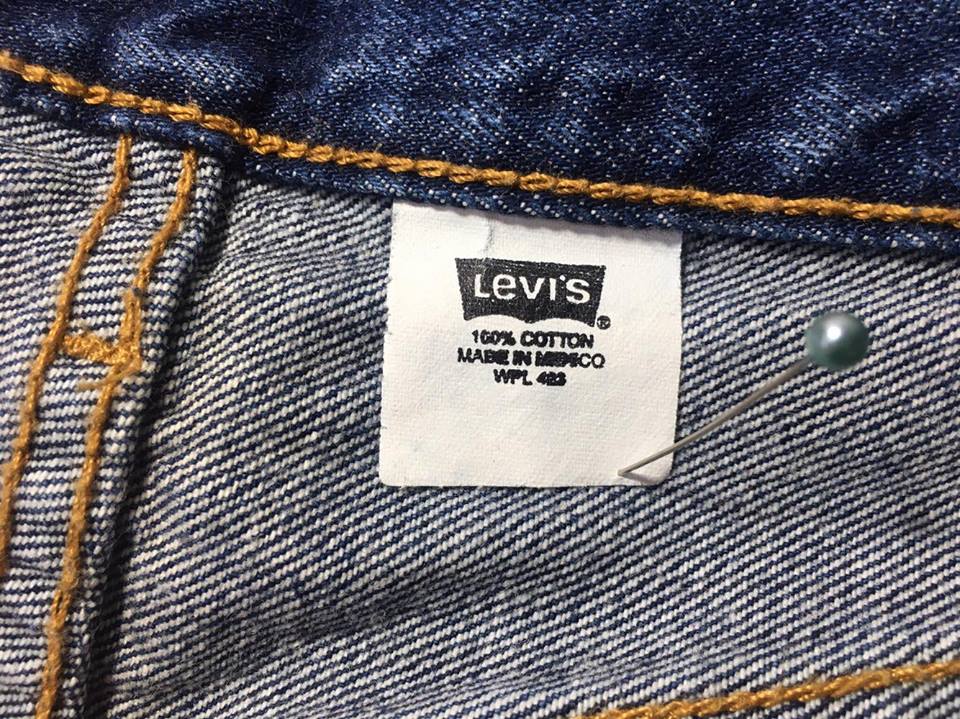 Levi's
®
100% COTTON
MADE IN MEXICO
WPL 423